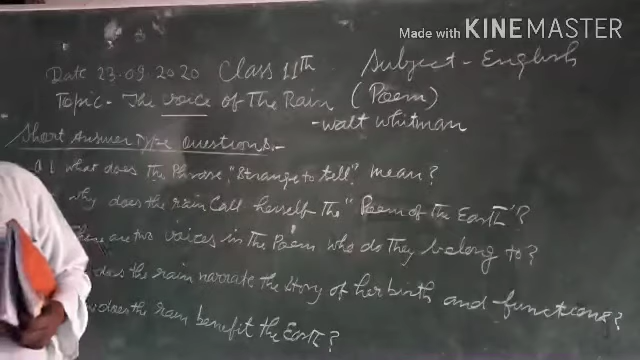 Made with KINEMASTER
Date 23.09.2020 Class 11th Subject - English
Topic - The voice of The Rain (Poem)
- walt whitman
Short Answer Type Questions.-
Q 1 what does The Phrase, "Strange to tell" mean?
why does the rain Call herself The "Poem of The Earth"?
There are two voices in The Poem who do They belong to?
does the rain narrate the story of her birth and functions?
does the rain benefit the Earth?